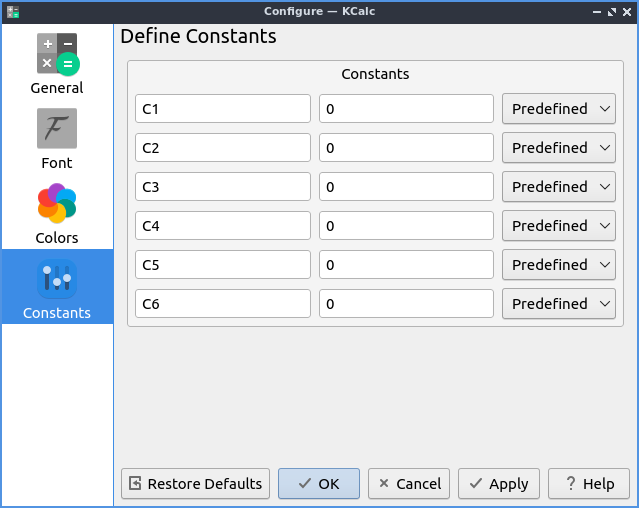 Configure — KCalc
General
Font
Colors
Constants
Define Constants
Constants
C1 0 Predefined
C2 0 Predefined
C3 0 Predefined
C4 0 Predefined
C5 0 Predefined
C6 0 Predefined
Restore Defaults OK Cancel Apply ? Help